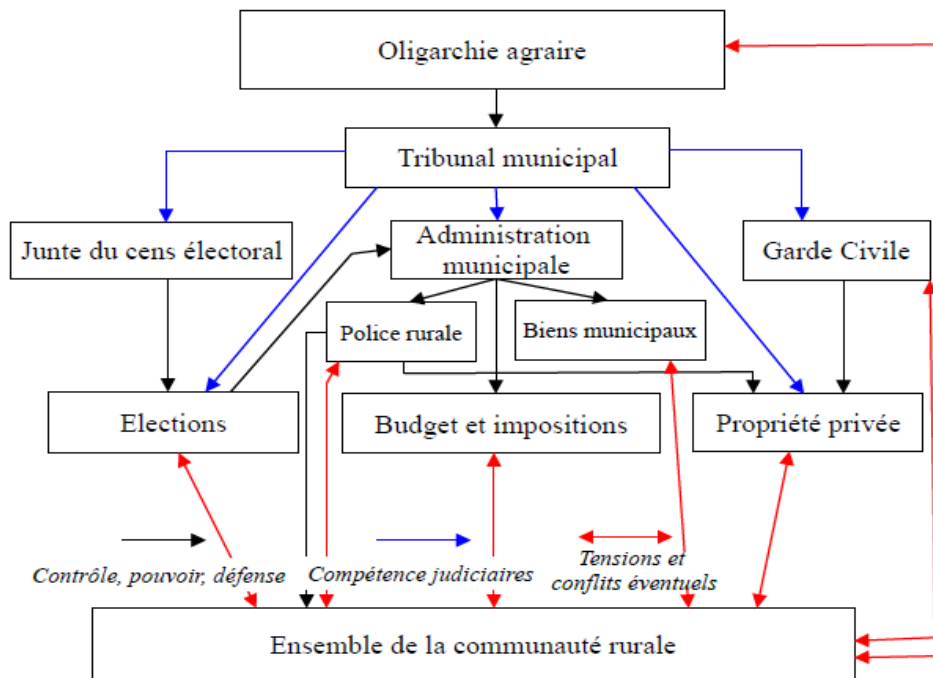 Oligarchie agraire
Tribunal municipal
Junte du cens électoral
Administration
municipale
Garde Civile
Police rurale
Biens municipaux
Elections
Budget et impositions
Propriété privée
Contrôle, pouvoir, défense
Compétence judiciaires
Tensions et
conflits éventuels
Ensemble de la communauté rurale